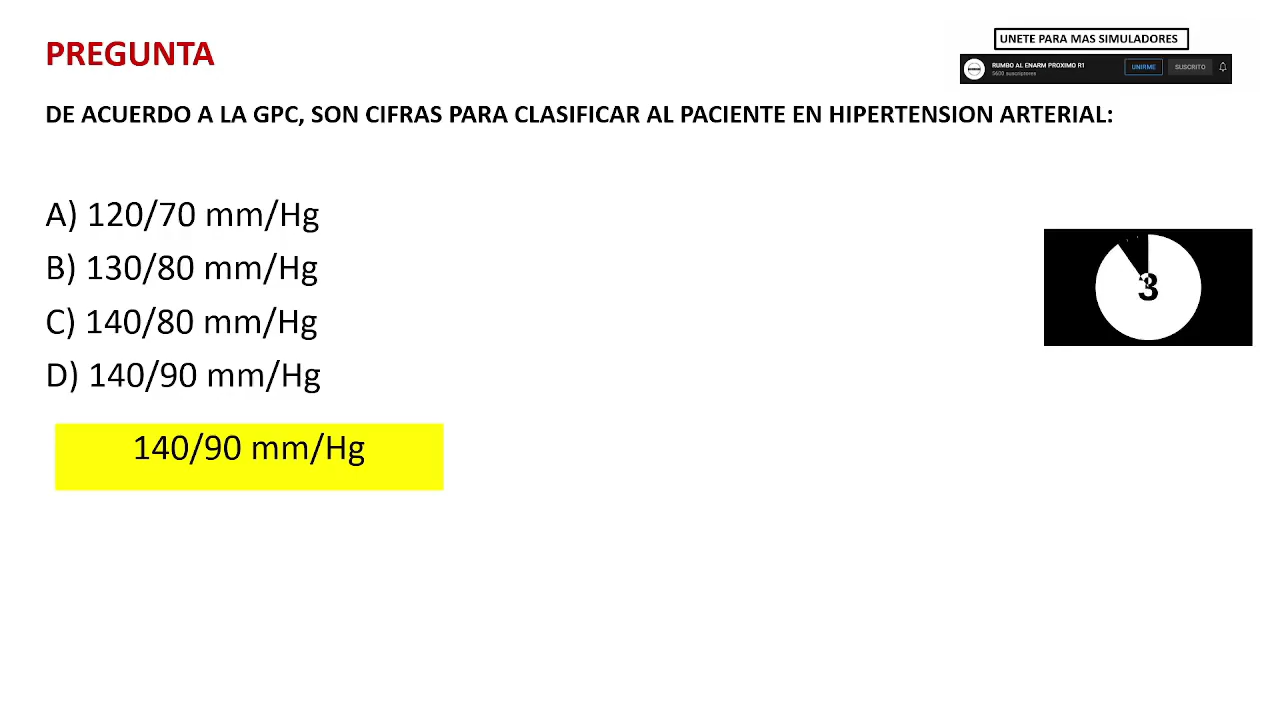 PREGUNTA
UNETE PARA MAS SIMULADORES
RUMBO AL ENARM PROXIMO R1
5600 suscriptores
UNIRME
SUSCRITO
DE ACUERDO A LA GPC, SON CIFRAS PARA CLASIFICAR AL PACIENTE EN HIPERTENSION ARTERIAL:
A) 120/70 mm/Hg
B) 130/80 mm/Hg
C) 140/80 mm/Hg
D) 140/90 mm/Hg
3
140/90 mm/Hg